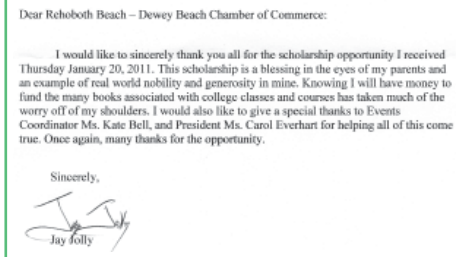 Dear Rehoboth Beach – Dewey Beach Chamber of Commerce:
I would like to sincerely thank you all for the scholarship opportunity I received
Thursday January 20, 2011. This scholarship is a blessing in the eyes of my parents and
an example of real world nobility and generosity in mine. Knowing I will have money to
fund the many books associated with college classes and courses has taken much of the
worry off of my shoulders. I would also like to give a special thanks to Events
Coordinator Ms. Kate Bell, and President Ms. Carol Everhart for helping all of this come
true. Once again, many thanks for the opportunity.
Sincerely,
Jay Jolly
Jay Jolly